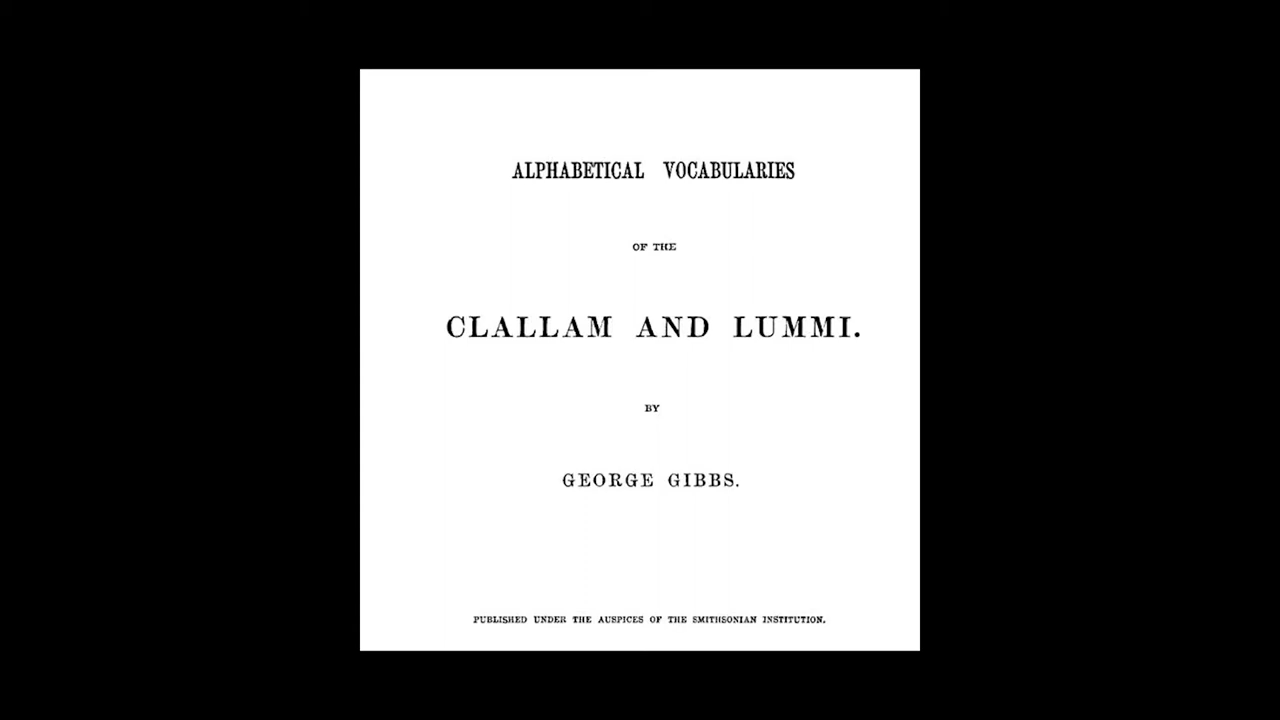 ALPHABETICAL VOCABULARIES
OF THE
CLALLAM AND LUMMI.
BY
GEORGE GIBBS.
PUBLISHED UNDER THE AUSPICES OF THE SMITHSONIAN INSTITUTION.